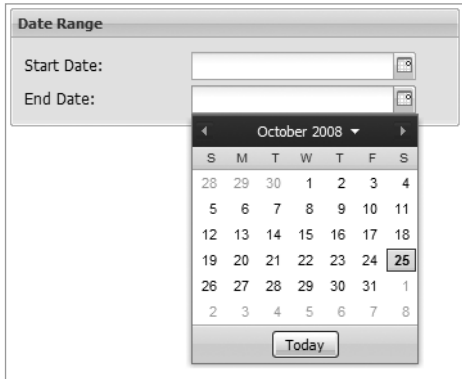 Date Range
Start Date:
End Date:
October 2008
S M T W T F S
28 29 30 1 2 3 4
5 6 7 8 9 10 11
12 13 14 15 16 17 18
19 20 21 22 23 24 25
26 27 28 29 30 31 1
2 3 4 5 6 7 8
Today